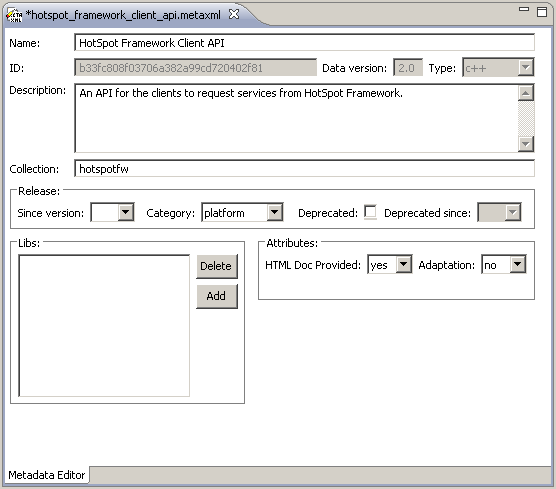 *hotspot_framework_client_api.metaxml
Name: HotSpot Framework Client API
ID: b33fc808f03706a382a99cd720402f81 Data version: 2.0 Type: c++
Description: An API for the clients to request services from HotSpot Framework.
Collection: hotspotfw
Release:
Since version: Category: platform Deprecated: Deprecated since:
Libs:
Delete
Add
Attributes:
HTML Doc Provided: yes Adaptation: no
Metadata Editor